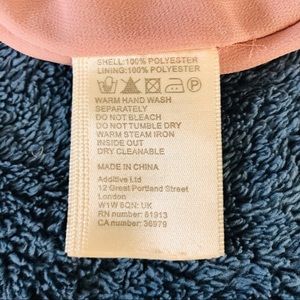 SHELL:100% POLYESTER
LINING:100% POLYESTER
WARM HAND WASH
SEPARATELY
DO NOT BLEACH
DO NOT TUMBLE DRY
WARM STEAM IRON
INSIDE OUT
DRY CLEANABLE
MADE IN CHINA
Additive Ltd
12 Great Portland Street
London
W1W 8QN: UK
RN number: 61913
CA number: 36979